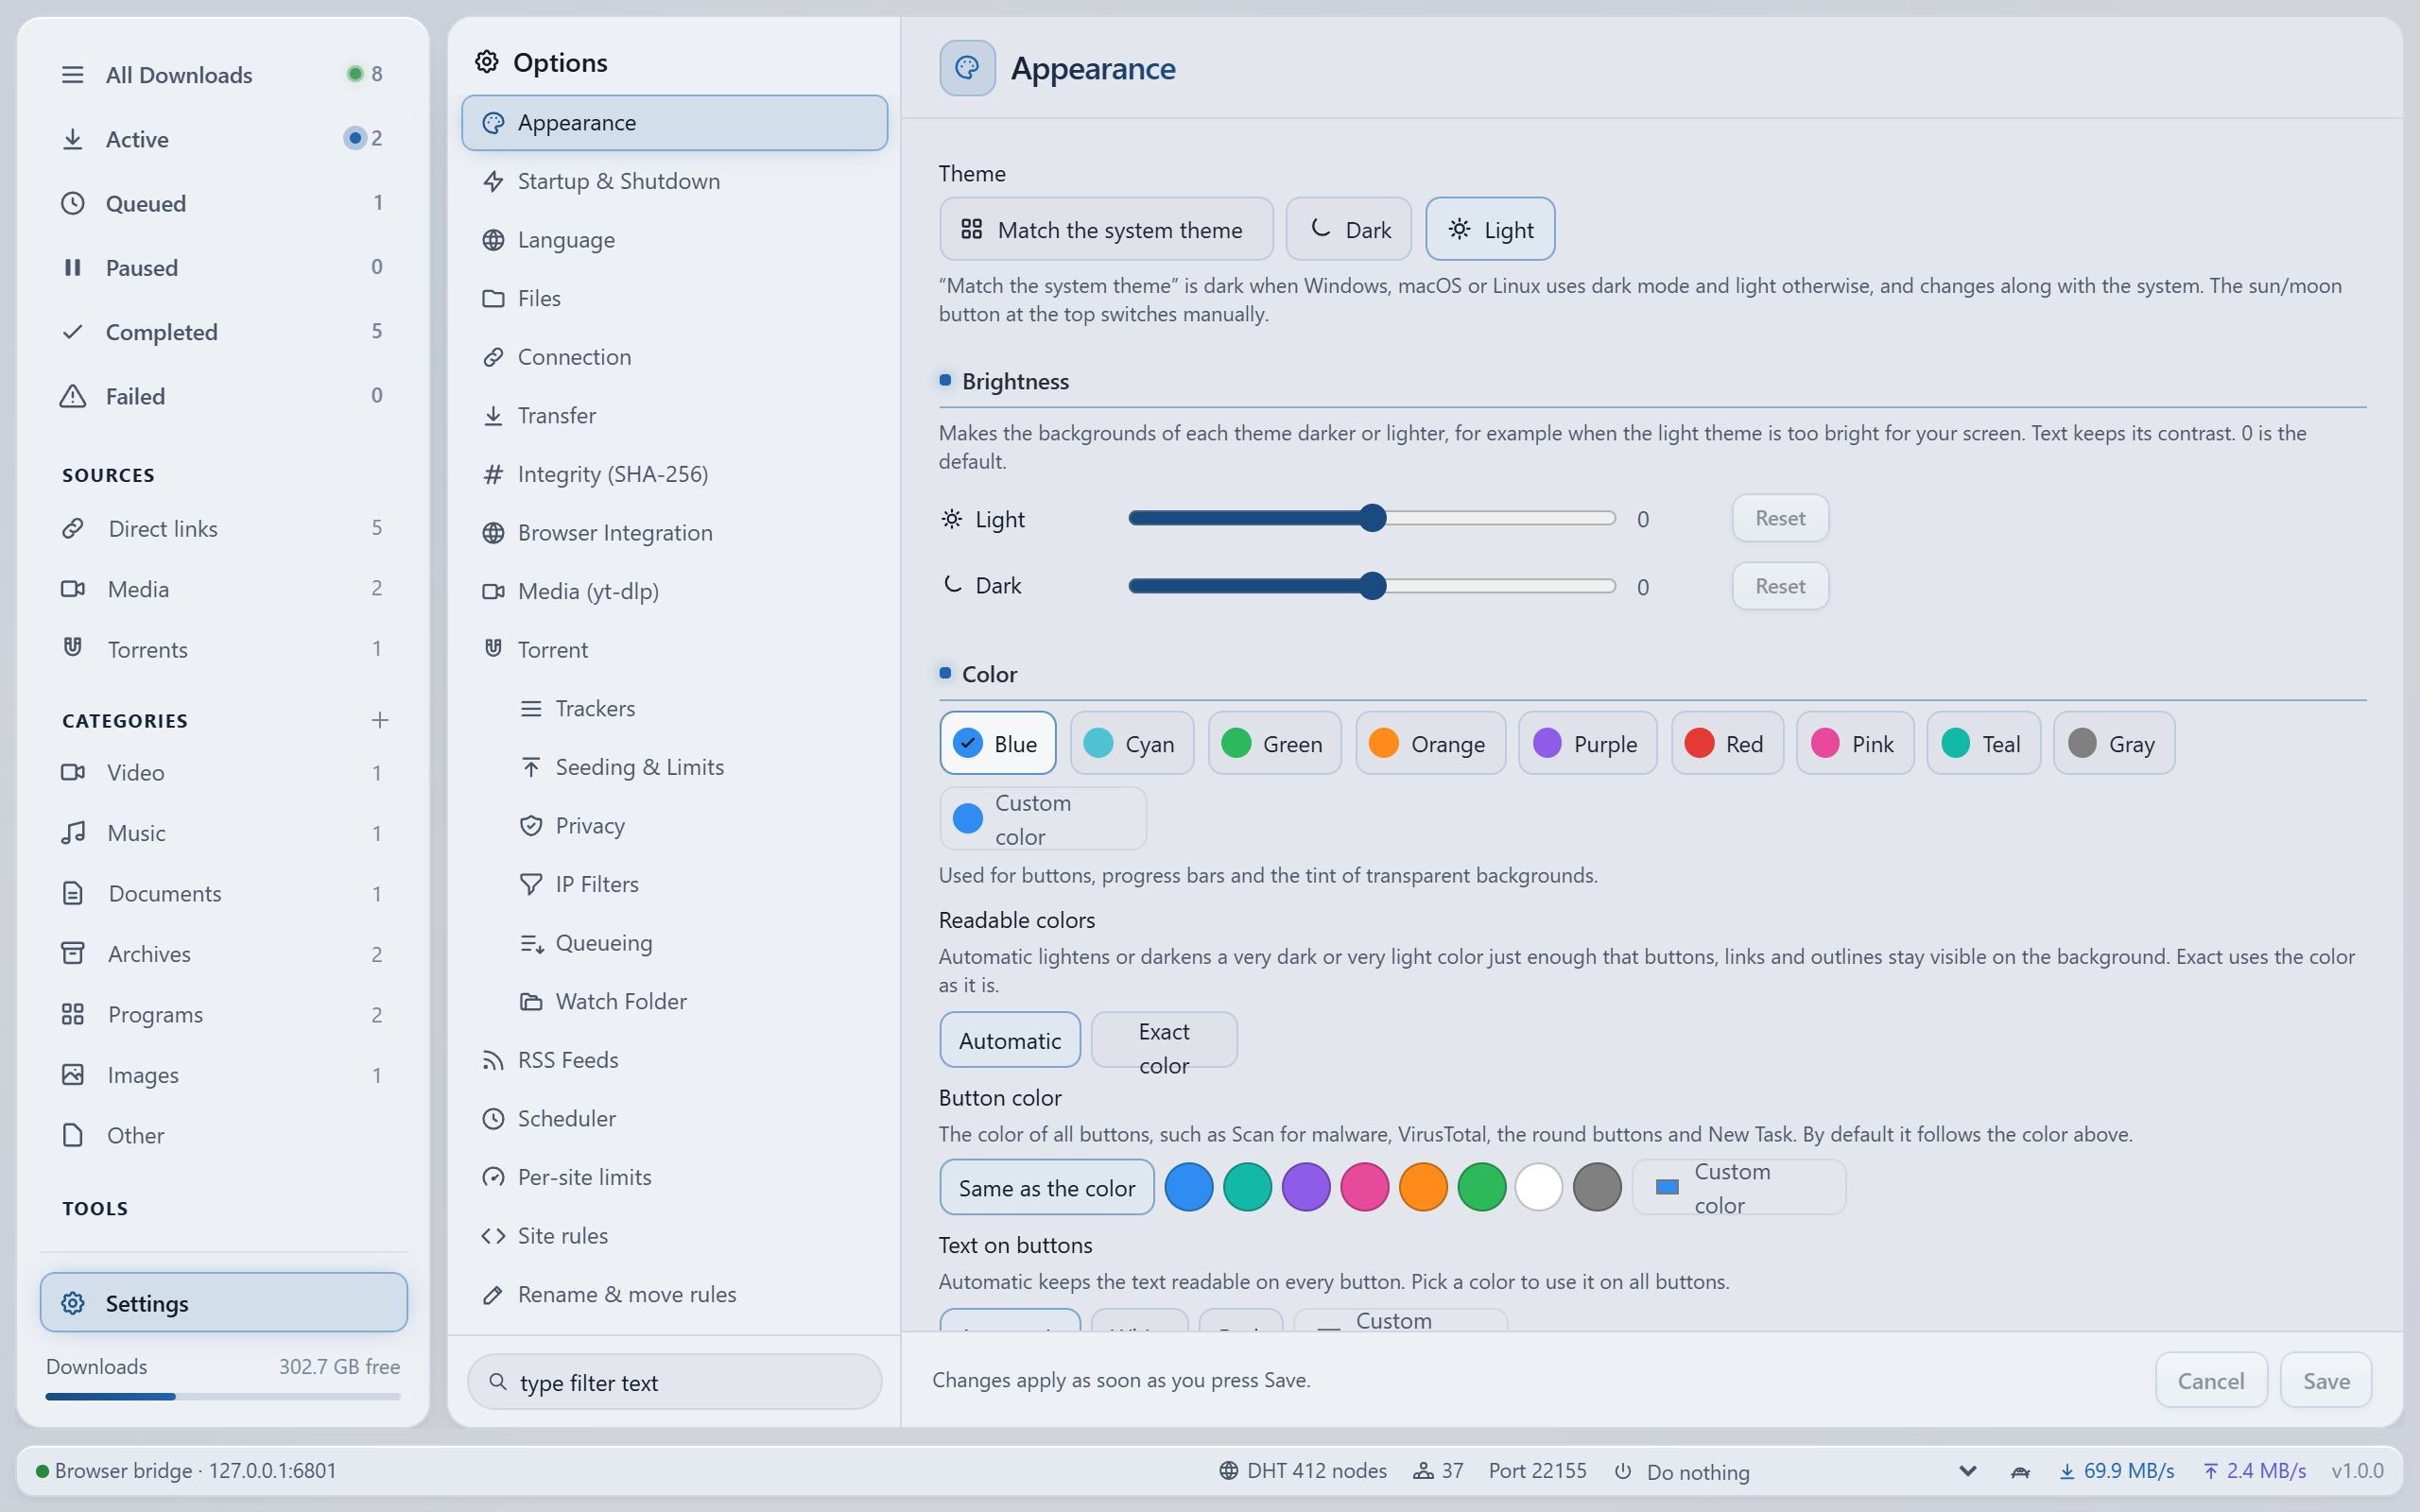 All Downloads 8
Active 2
Queued 1
Paused 0
Completed 5
Failed 0
SOURCES
Direct links 5
Media 2
Torrents 1
CATEGORIES
Video 1
Music 1
Documents 1
Archives 2
Programs 2
Images 1
Other
TOOLS
Settings
Downloads 302.7 GB free
Options
Appearance
Startup & Shutdown
Language
Files
Connection
Transfer
Integrity (SHA-256)
Browser Integration
Media (yt-dlp)
Torrent
Trackers
Seeding & Limits
Privacy
IP Filters
Queueing
Watch Folder
RSS Feeds
Scheduler
Per-site limits
Site rules
Rename & move rules
type filter text
Appearance
Theme
Match the system theme Dark Light
“Match the system theme” is dark when Windows, macOS or Linux uses dark mode and light otherwise, and changes along with the system. The sun/moon
button at the top switches manually.
Brightness
Makes the backgrounds of each theme darker or lighter, for example when the light theme is too bright for your screen. Text keeps its contrast. 0 is the
default.
Light 0 Reset
Dark 0 Reset
Color
Blue Cyan Green Orange Purple Red Pink Teal Gray
Custom
color
Used for buttons, progress bars and the tint of transparent backgrounds.
Readable colors
Automatic lightens or darkens a very dark or very light color just enough that buttons, links and outlines stay visible on the background. Exact uses the color
as it is.
Automatic Exact
color
Button color
The color of all buttons, such as Scan for malware, VirusTotal, the round buttons and New Task. By default it follows the color above.
Same as the color Custom
color
Text on buttons
Automatic keeps the text readable on every button. Pick a color to use it on all buttons.
Custom
Changes apply as soon as you press Save.
Cancel Save
Browser bridge · 127.0.0.1:6801 DHT 412 nodes 37 Port 22155 Do nothing 69.9 MB/s 2.4 MB/s v1.0.0